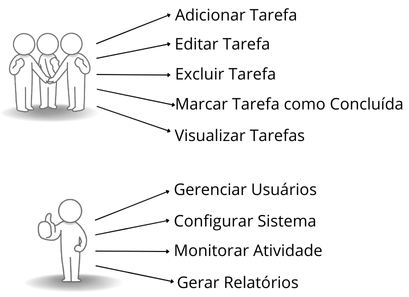 Adicionar Tarefa
Editar Tarefa
Excluir Tarefa
Marcar Tarefa como Concluída
Visualizar Tarefas
Gerenciar Usuários
Configurar Sistema
Monitorar Atividade
Gerar Relatórios